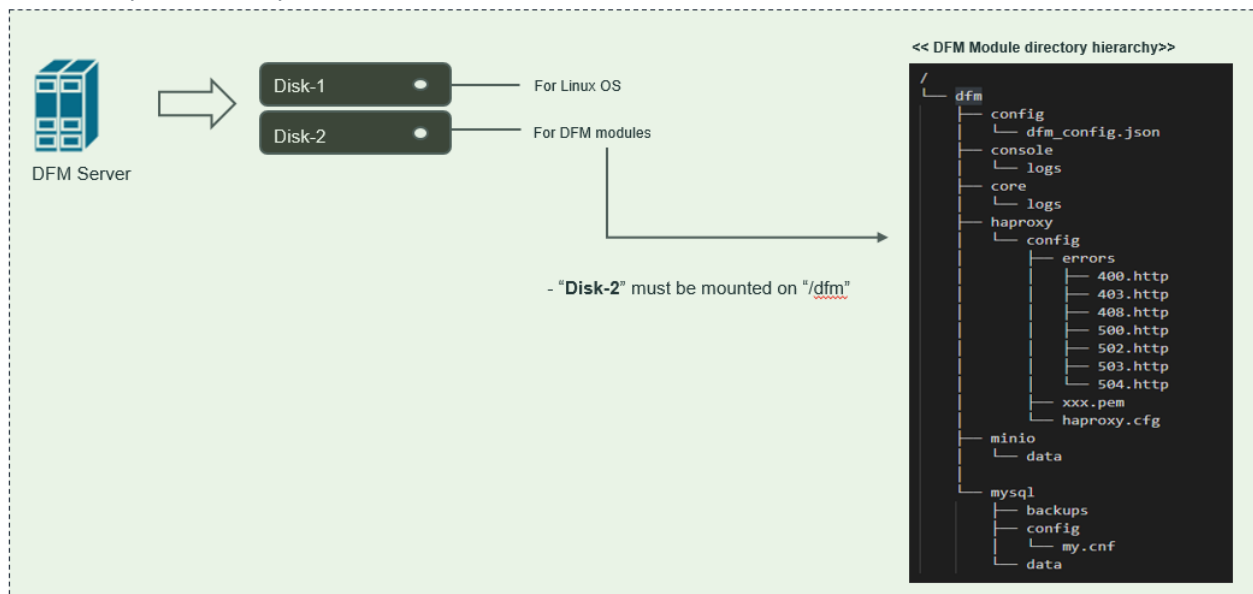 DFM Server
Disk-1
For Linux OS
Disk-2
For DFM modules
- “Disk-2” must be mounted on “/dfm”
<< DFM Module directory hierarchy>>
/
└── dfm
├── config
│ └── dfm_config.json
├── console
│ └── logs
├── core
│ └── logs
├── haproxy
│ └── config
│ ├── errors
│ │ ├── 400.http
│ │ ├── 403.http
│ │ ├── 408.http
│ │ ├── 500.http
│ │ ├── 502.http
│ │ ├── 503.http
│ │ └── 504.http
│ ├── xxx.pem
│ └── haproxy.cfg
├── minio
│ └── data
│
└── mysql
├── backups
├── config
│ └── my.cnf
└── data